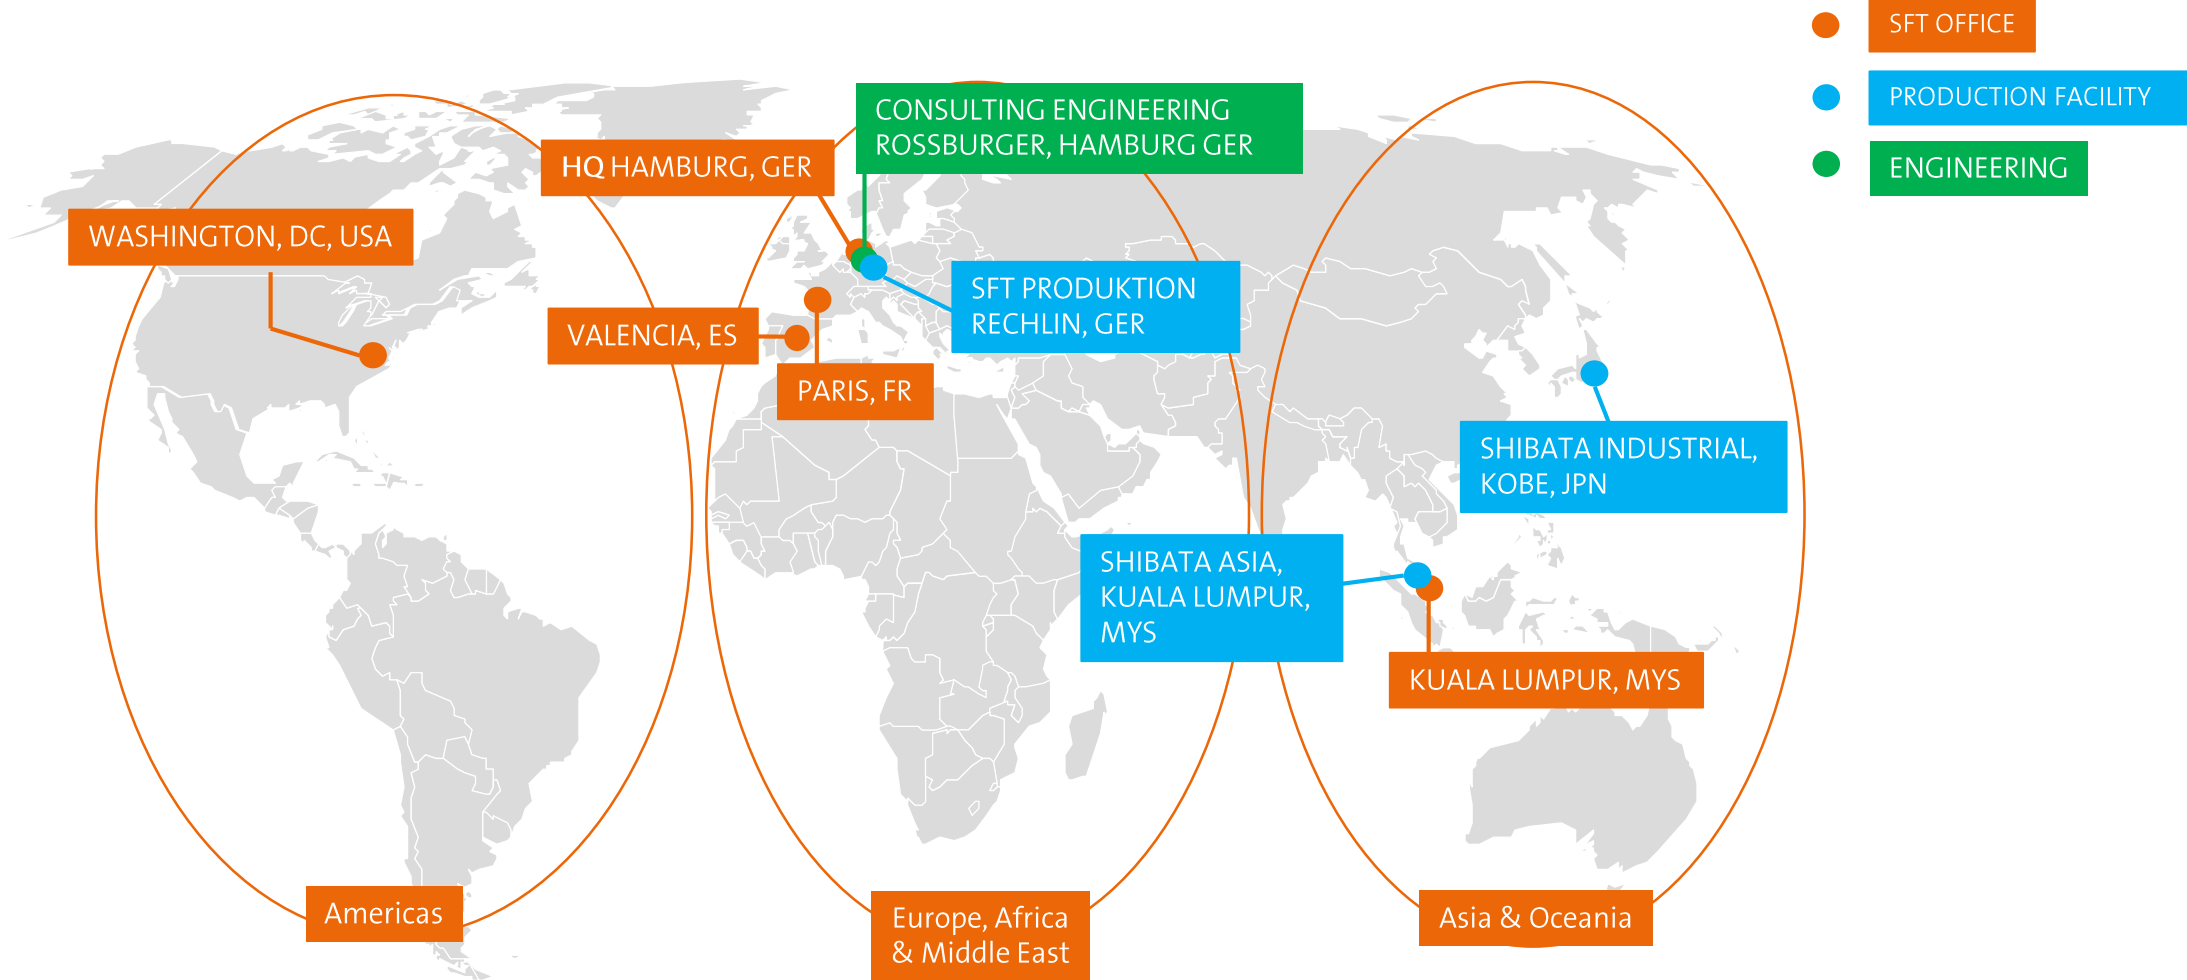 SFT OFFICE
PRODUCTION FACILITY
ENGINEERING
CONSULTING ENGINEERING
ROSSBURGER, HAMBURG GER
HQ HAMBURG, GER
WASHINGTON, DC, USA
SFT PRODUKTION
RECHLIN, GER
VALENCIA, ES
PARIS, FR
SHIBATA INDUSTRIAL,
KOBE, JPN
SHIBATA ASIA,
KUALA LUMPUR,
MYS
KUALA LUMPUR, MYS
Americas
Europe, Africa
& Middle East
Asia & Oceania